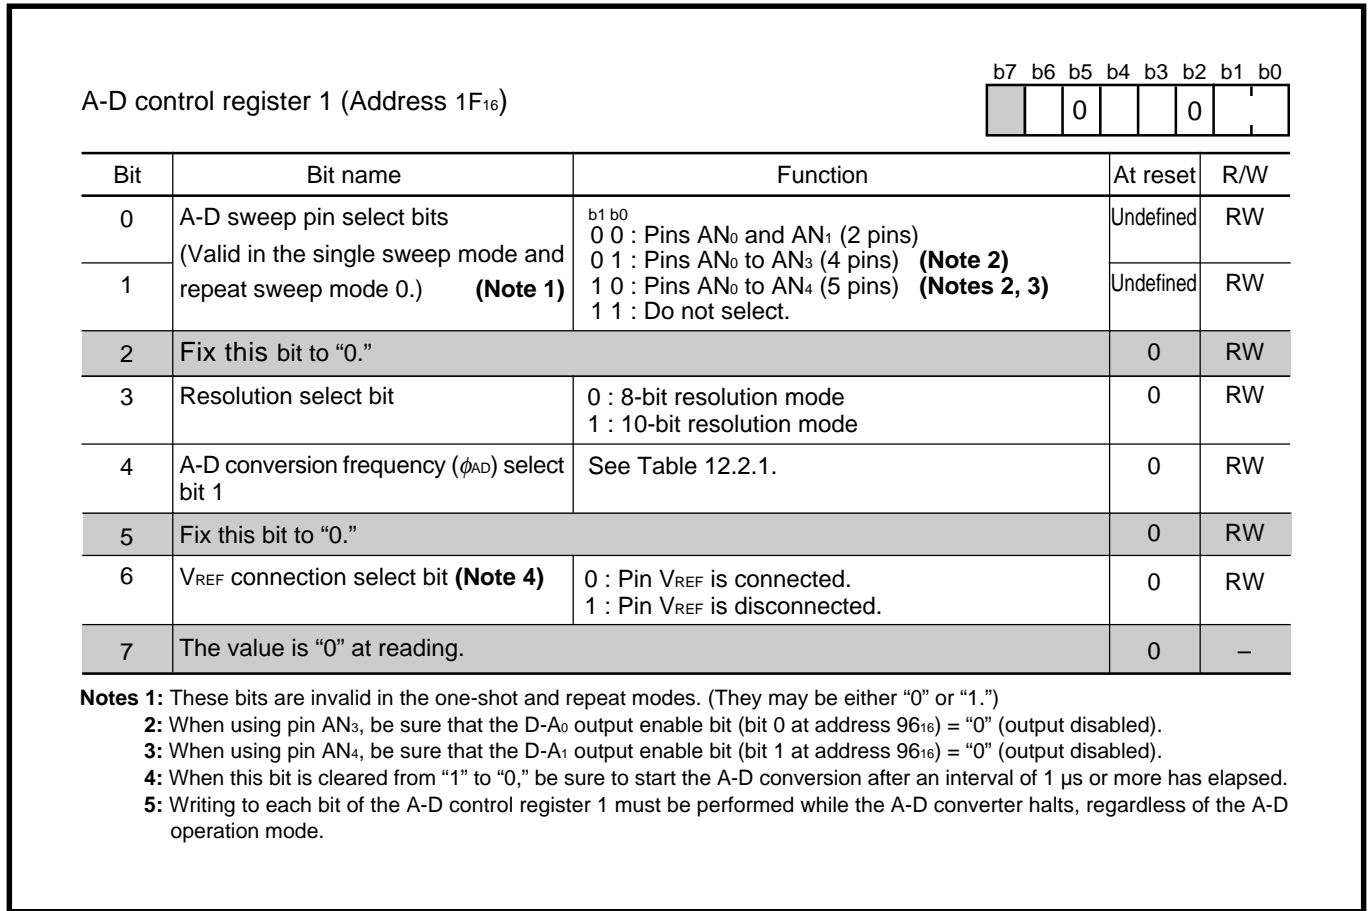 b7 b6 b5 b4 b3 b2 b1 b0
A-D control register 1 (Address 1F16)
0 0
Bit Bit name Function At reset R/W
0 A-D sweep pin select bits b1 b0 Undefined RW
0 0 : Pins AN0 and AN1 (2 pins)
(Valid in the single sweep mode and 0 1 : Pins AN0 to AN3 (4 pins) (Note 2)
1 repeat sweep mode 0.) (Note 1) 1 0 : Pins AN0 to AN4 (5 pins) (Notes 2, 3) Undefined RW
1 1 : Do not select.
2 Fix this bit to “0.” 0 RW
3 Resolution select bit 0 : 8-bit resolution mode 0 RW
1 : 10-bit resolution mode
4 A-D conversion frequency (ϕAD) select See Table 12.2.1. 0 RW
bit 1
5 Fix this bit to “0.” 0 RW
6 VREF connection select bit (Note 4) 0 : Pin VREF is connected. 0 RW
1 : Pin VREF is disconnected.
7 The value is “0” at reading. 0 –
Notes 1: These bits are invalid in the one-shot and repeat modes. (They may be either “0” or “1.”)
2: When using pin AN3, be sure that the D-A0 output enable bit (bit 0 at address 9616) = “0” (output disabled).
3: When using pin AN4, be sure that the D-A1 output enable bit (bit 1 at address 9616) = “0” (output disabled).
4: When this bit is cleared from “1” to “0,” be sure to start the A-D conversion after an interval of 1 µs or more has elapsed.
5: Writing to each bit of the A-D control register 1 must be performed while the A-D converter halts, regardless of the A-D
operation mode.